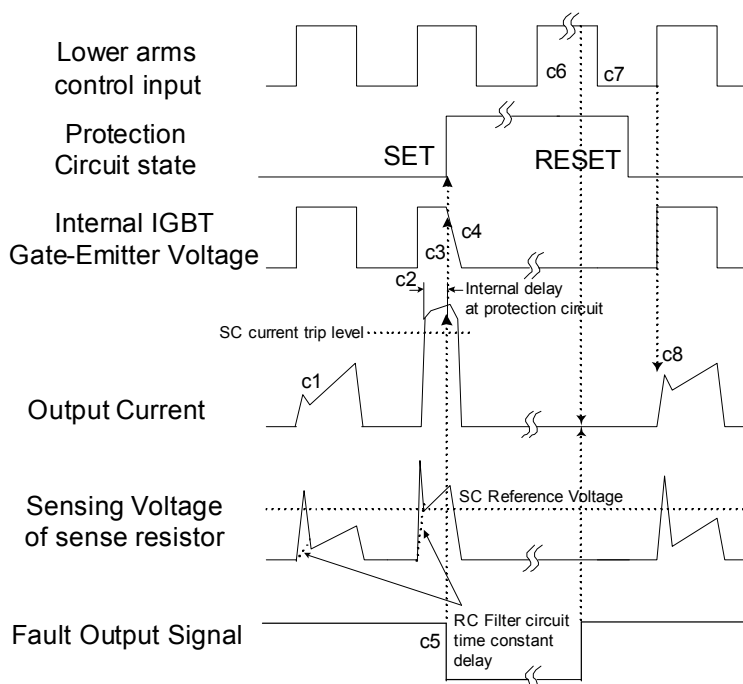 Lower arms
control input
c6
c7
Protection
Circuit state
SET
RESET
Internal IGBT
Gate-Emitter Voltage
c4
c3
c2
Internal delay
at protection circuit
SC current trip level
c1
c8
Output Current
SC Reference Voltage
Sensing Voltage
of sense resistor
Fault Output Signal
c5
RC Filter circuit
time constant
delay